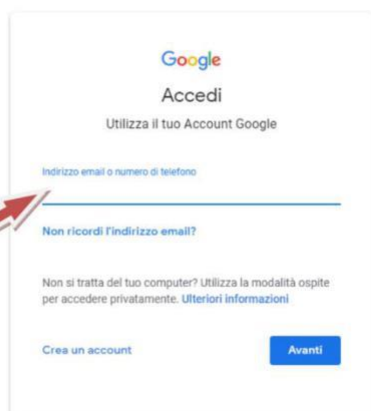 Google
Accedi
Utilizza il tuo Account Google
Indirizzo email o numero di telefono
Non ricordi l'indirizzo email?
Non si tratta del tuo computer? Utilizza la modalità ospite
per accedere privatamente. Ulteriori informazioni
Crea un account
Avanti